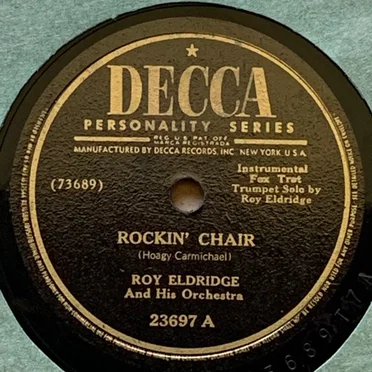 DECCA
PERSONALITY SERIES
REG. U.S. PAT. OFF.
MARCA REGISTRADA
MANUFACTURED BY DECCA RECORDS, INC. NEW YORK U.S.A.
(73689)
Instrumental
Fox Trot
Trumpet Solo by
Roy Eldridge
ROCKIN' CHAIR
(Hoagy Carmichael)
ROY ELDRIDGE
And His Orchestra
23697 A